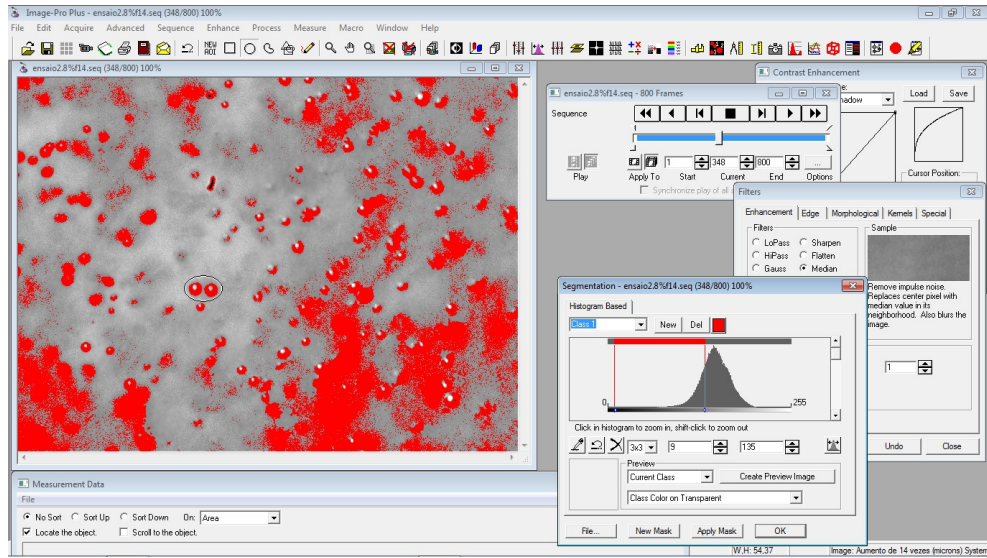 Image-Pro Plus - ensaio2.8%f14.seq (348/800) 100%
File Edit Acquire Advanced Sequence Enhance Process Measure Macro Window Help
ensaio2.8%f14.seq (348/800) 100%
Contrast Enhancement
Load Save
Cursor Position:
ensaio2.8%f14.seq - 800 Frames
Sequence
1 348 800 ...
Play Apply To Start Current End Options
Synchronize play of all
Filters
Enhancement Edge Morphological Kernels Special
Filters Sample
LoPass Sharpen
HiPass Flatten
Gauss Median
Remove impulse noise.
Replaces center pixel with
median value in its
neighborhood. Also blurs the
image.
1
Undo Close
Segmentation - ensaio2.8%f14.seq (348/800) 100%
Histogram Based
Class 1 New Del
0 255
Click in histogram to zoom in, shift-click to zoom out
3x3 9 135
Preview
Current Class Create Preview Image
Class Color on Transparent
File... New Mask Apply Mask OK
Measurement Data
File
No Sort Sort Up Sort Down On: Area
Locate the object. Scroll to the object.
W,H: 54,37 Image: Aumento de 14 vezes (microns) System